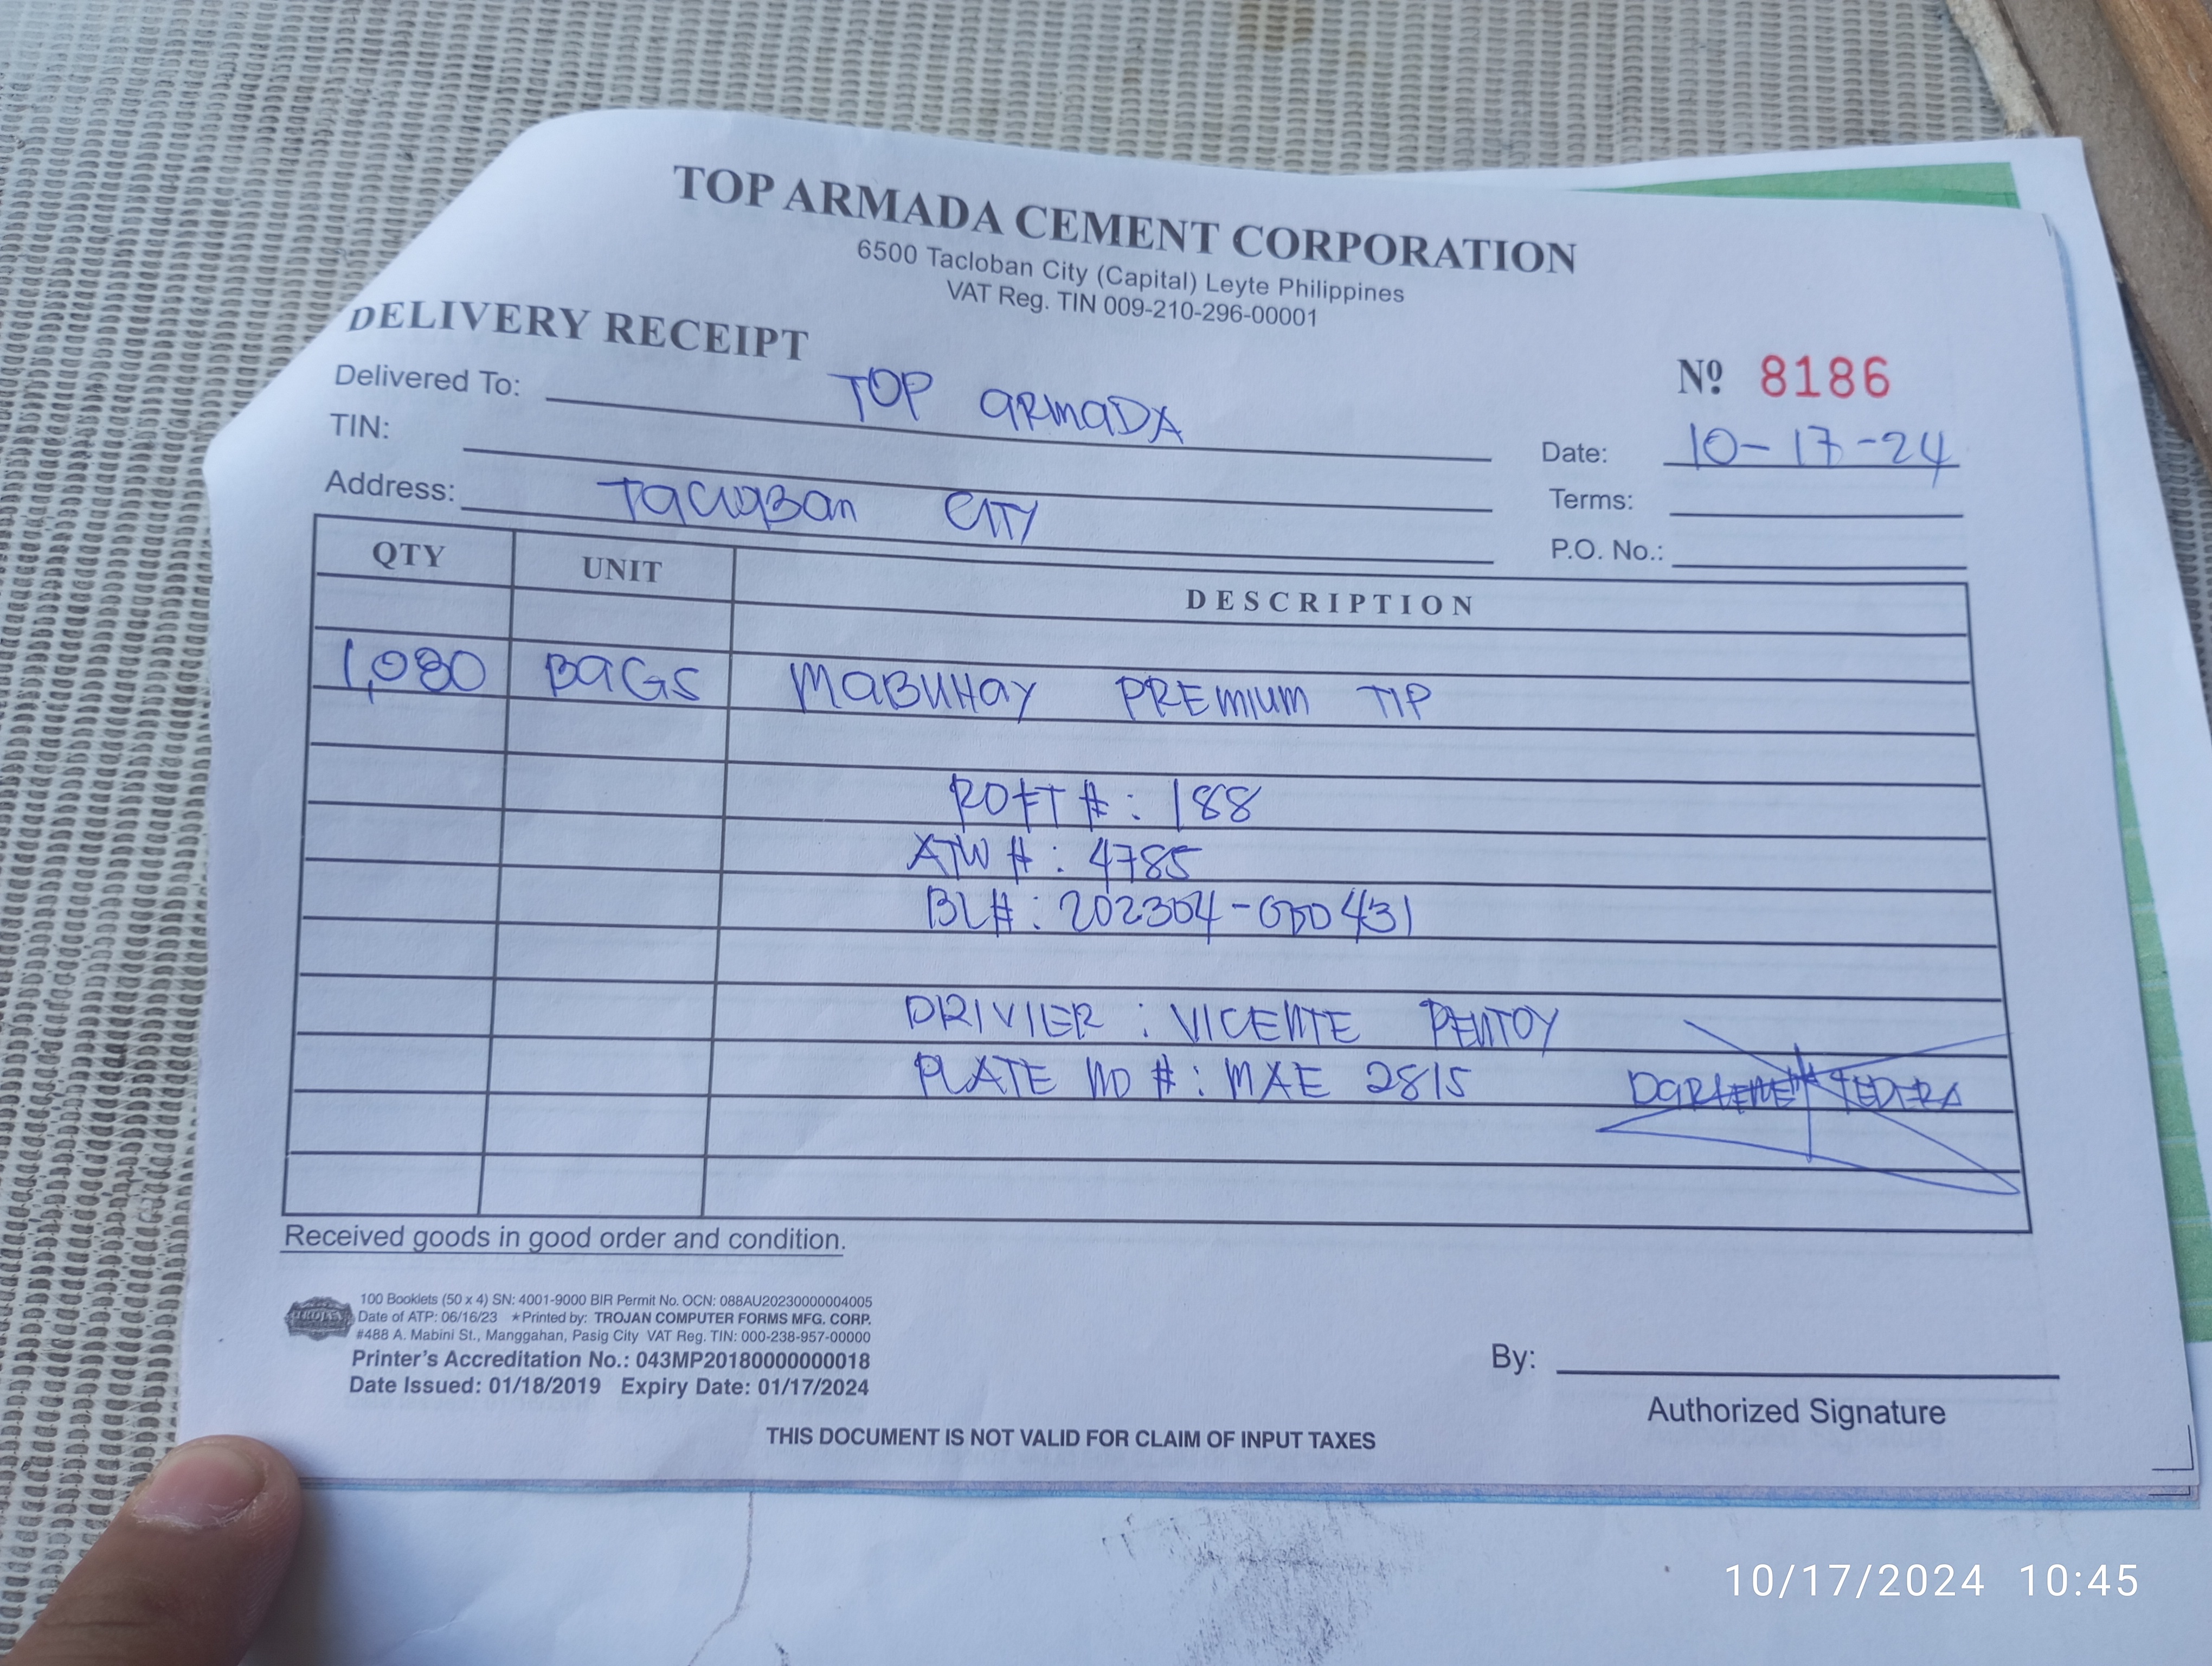 TOP ARMADA CEMENT CORPORATION
6500 Tacloban City (Capital) Leyte Philippines
VAT Reg. TIN 009-210-296-00001
DELIVERY RECEIPT
Nº 8186
Delivered To: TOP ARMADA
Date: 10-17-24
TIN:
Terms:
Address: TACLOBAN CITY
P.O. No.:
QTY UNIT DESCRIPTION
1,080 BAGS MABUHAY PREMIUM TIP
#: 188
ATW #: 4785
BL#: 202304-000431
DRIVIER : VICENTE PENTOY
PLATE NO #: MAE 2815
Received goods in good order and condition.
TROJAN
100 Booklets (50 x 4) SN: 4001-9000 BIR Permit No. OCN: 088AU20230000004005
Date of ATP: 06/16/23 ★Printed by: TROJAN COMPUTER FORMS MFG. CORP.
#488 A. Mabini St., Manggahan, Pasig City VAT Reg. TIN: 000-238-957-00000
Printer's Accreditation No.: 043MP20180000000018
Date Issued: 01/18/2019 Expiry Date: 01/17/2024
By:
Authorized Signature
THIS DOCUMENT IS NOT VALID FOR CLAIM OF INPUT TAXES
10/17/2024 10:45